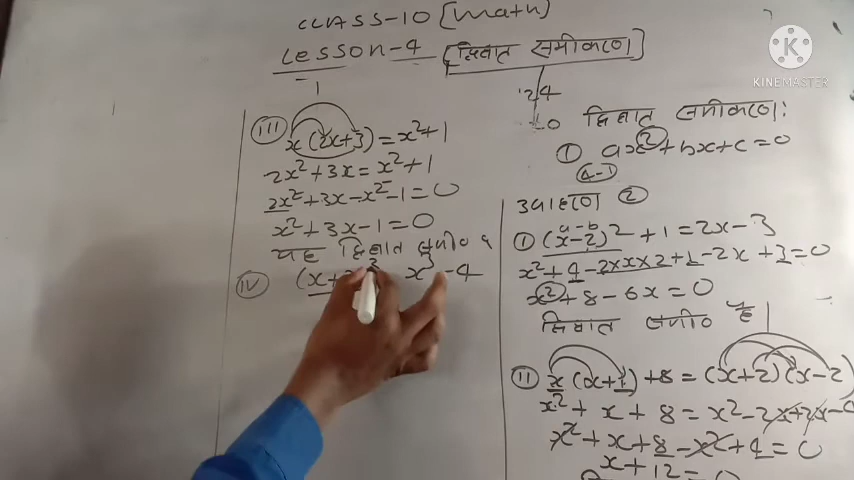 CLASS-10 [Math]
Lesson-4 [द्विघात समीकरण]
III x(2x+3) = x²+1
2x²+3x = x²+1
2x²+3x-x²-1=0
x²+3x-1=0
यह द्विघात समी०
IV (x+ x³-4
24
द्विघात समीकरण:
① ax²+bx+c=0
उदाहरण ②
a-b
① (x-2)²+1=2x-3
x²+4-2×x×2+1-2x+3=0
x²+8-6x=0
द्विघात समी० है
II x(x+1)+8=(x+2)(x-2)
x²+x+8=x²-2x+2x-
x²+x+8-x²+4=0
x+12=0
KINEMASTER